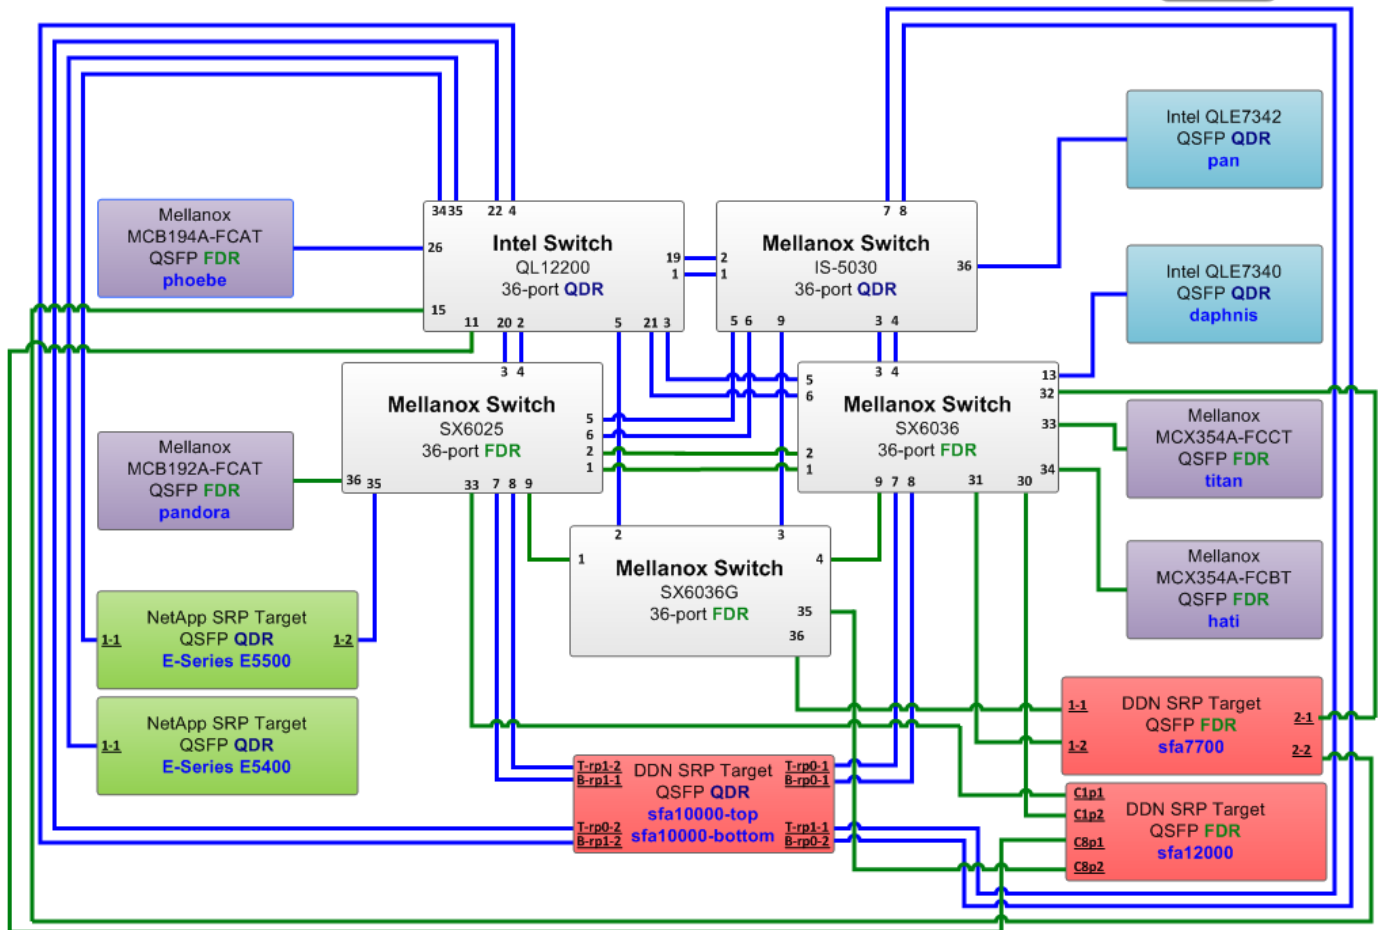 7 8
Intel QLE7342
QSFP QDR
pan
34 35 22 4
Mellanox
MCB194A-FCAT
QSFP FDR
phoebe
26
Intel Switch
QL12200
36-port QDR
19
1
15
11
20 2
5
21 3
2
1
Mellanox Switch
IS-5030
36-port QDR
36
5 6 9
3 4
Intel QLE7340
QSFP QDR
daphnis
3 4
Mellanox Switch
SX6025
36-port FDR
5
6
2
1
36 35
33 7 8 9
3 4
5
6
Mellanox Switch
SX6036
36-port FDR
2
1
13
32
33
34
9 7 8
31
30
Mellanox
MCX354A-FCCT
QSFP FDR
titan
Mellanox
MCB192A-FCAT
QSFP FDR
pandora
2
3
1
4
Mellanox Switch
SX6036G
36-port FDR
35
36
Mellanox
MCX354A-FCBT
QSFP FDR
hati
NetApp SRP Target
1-1
QSFP QDR
1-2
E-Series E5500
NetApp SRP Target
1-1
QSFP QDR
E-Series E5400
1-1
DDN SRP Target
2-1
QSFP FDR
1-2
sfa7700
2-2
T-rp1-2
DDN SRP Target
T-rp0-1
B-rp1-1
B-rp0-1
QSFP QDR
sfa10000-top
T-rp0-2
sfa10000-bottom
T-rp1-1
B-rp1-2
B-rp0-2
C1p1
DDN SRP Target
C1p2
QSFP FDR
C8p1
sfa12000
C8p2